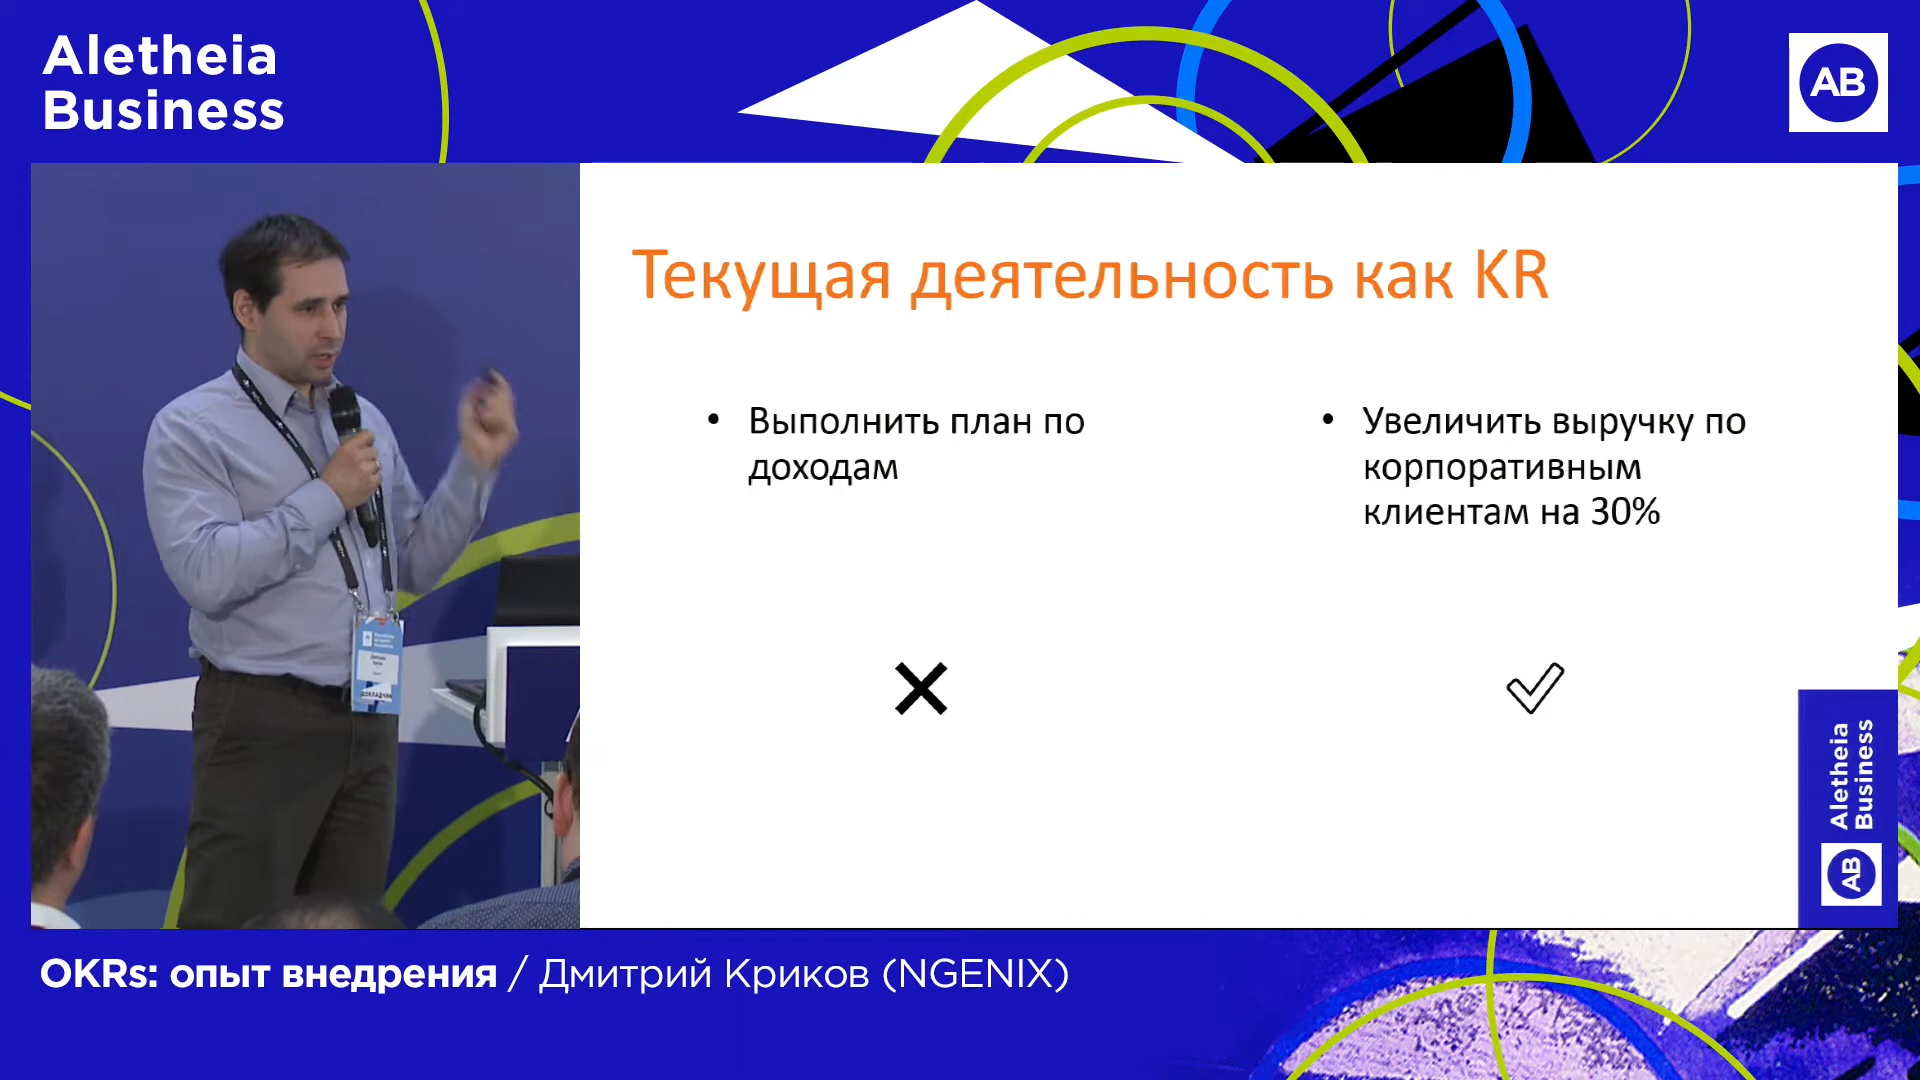 Aletheia
Business
AB
Текущая деятельность как KR
• Выполнить план по
доходам
• Увеличить выручку по
корпоративным
клиентам на 30%
ДОКЛАДЧИК
Aletheia
Business
AB
OKRs: опыт внедрения / Дмитрий Криков (NGENIX)